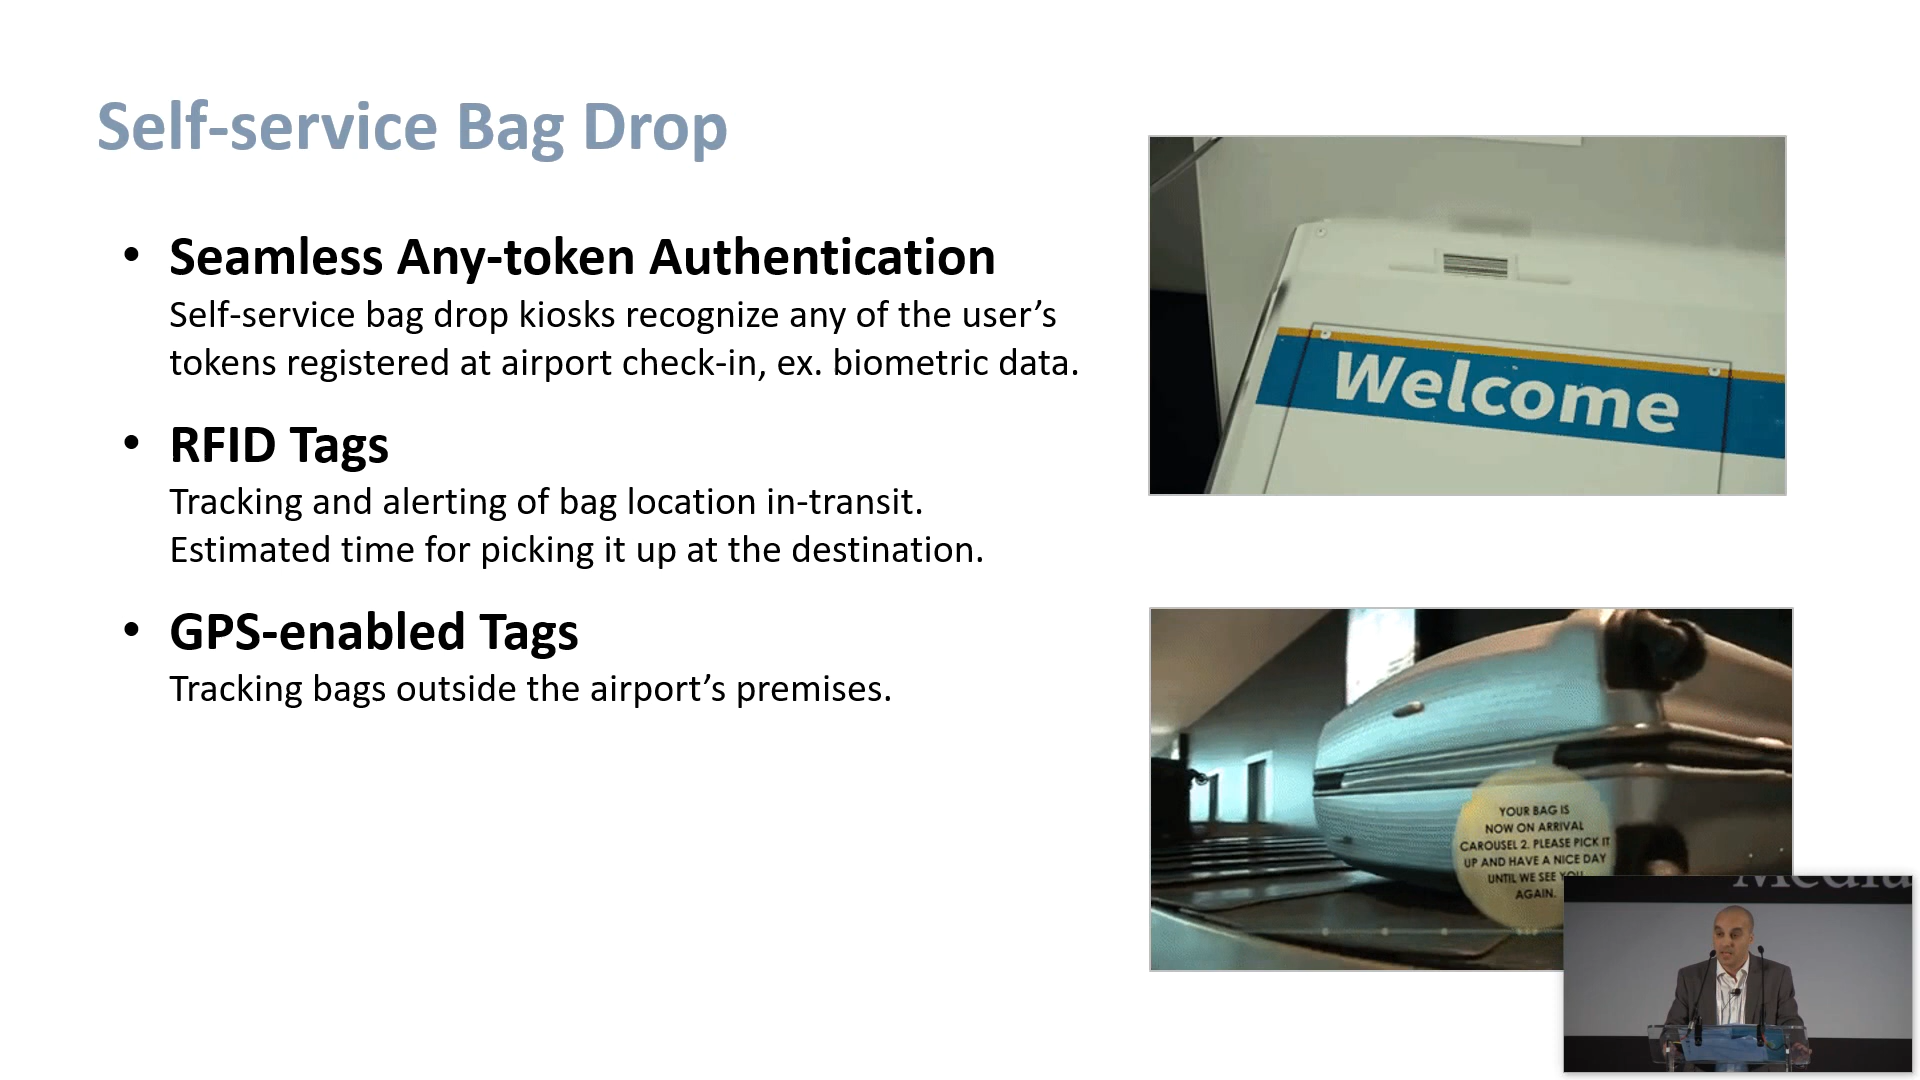 Self-service Bag Drop
• Seamless Any-token Authentication
Self-service bag drop kiosks recognize any of the user’s
tokens registered at airport check-in, ex. biometric data.
• RFID Tags
Tracking and alerting of bag location in-transit.
Estimated time for picking it up at the destination.
• GPS-enabled Tags
Tracking bags outside the airport’s premises.
Welcome
YOUR BAG IS
NOW ON ARRIVAL
CAROUSEL 2. PLEASE PICK IT
UP AND HAVE A NICE DAY
UNTIL WE SEE YOU
AGAIN.
Media